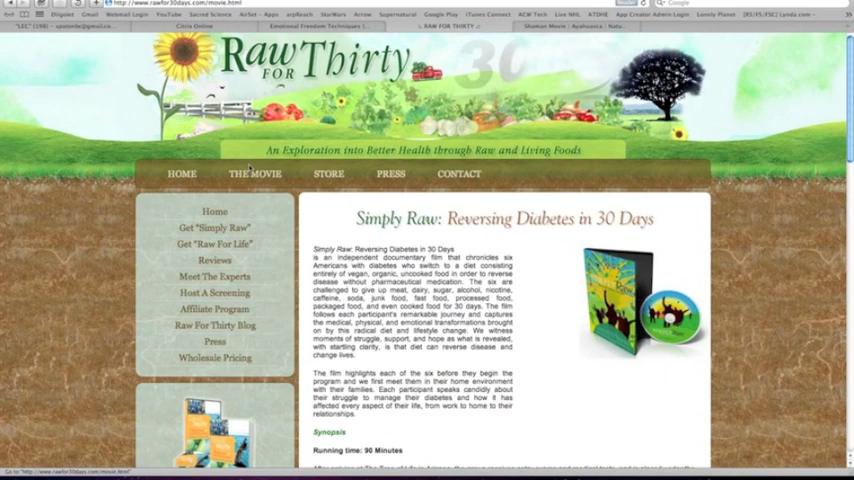 http://www.rawfor30days.com/movie.html
Google
Gmail Webmail Login YouTube Sacred Science AirSet - Apps arpReach StarWars Arrow Supernatural Google Play iTunes Connect ACW Tech Live NHL ATDHE App Creator Admin Login Lonely Planet [RS/FS/FSC] Lynda.com
Citrix Online Emotional Freedom Techniques | RAW FOR THIRTY Shaman Movie | Ayahuasca | Natu...
Raw FOR Thirty
30
An Exploration into Better Health through Raw and Living Foods
HOME THE MOVIE STORE PRESS CONTACT
Home
Get "Simply Raw"
Get "Raw For Life"
Reviews
Meet The Experts
Host A Screening
Affiliate Program
Raw For Thirty Blog
Press
Wholesale Pricing
Simply Raw: Reversing Diabetes in 30 Days
Simply Raw: Reversing Diabetes in 30 Days
is an independent documentary film that chronicles six
Americans with diabetes who switch to a diet consisting
entirely of vegan, organic, uncooked food in order to reverse
disease without pharmaceutical medication. The six are
challenged to give up meat, dairy, sugar, alcohol, nicotine,
caffeine, soda, junk food, fast food, processed food,
packaged food, and even cooked food for 30 days. The film
follows each participant's remarkable journey and captures
the medical, physical, and emotional transformations brought
on by this radical diet and lifestyle change. We witness
moments of struggle, support, and hope as what is revealed,
with startling clarity, is that diet can reverse disease and
change lives.
The film highlights each of the six before they begin the
program and we first meet them in their home environment
with their families. Each participant speaks candidly about
their struggle to manage their diabetes and how it has
affected every aspect of their life, from work to home to their
relationships.
Synopsis
Running time: 90 Minutes
Go to "http://www.rawfor30days.com/movie.html"